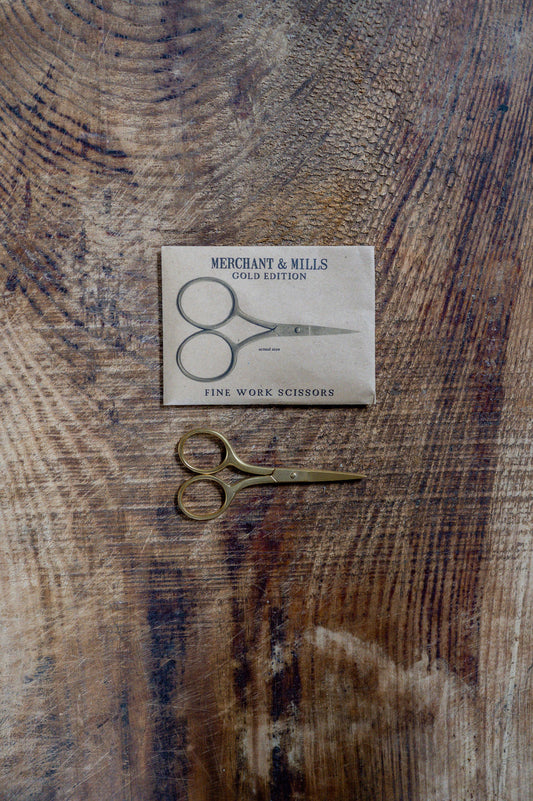 MERCHANT & MILLS
GOLD EDITION
actual size
FINE WORK SCISSORS